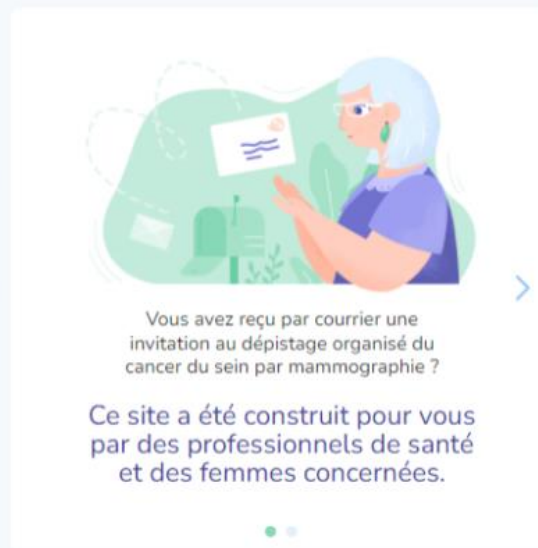 Vous avez reçu par courrier une
invitation au dépistage organisé du
cancer du sein par mammographie ?
Ce site a été construit pour vous
par des professionnels de santé
et des femmes concernées.